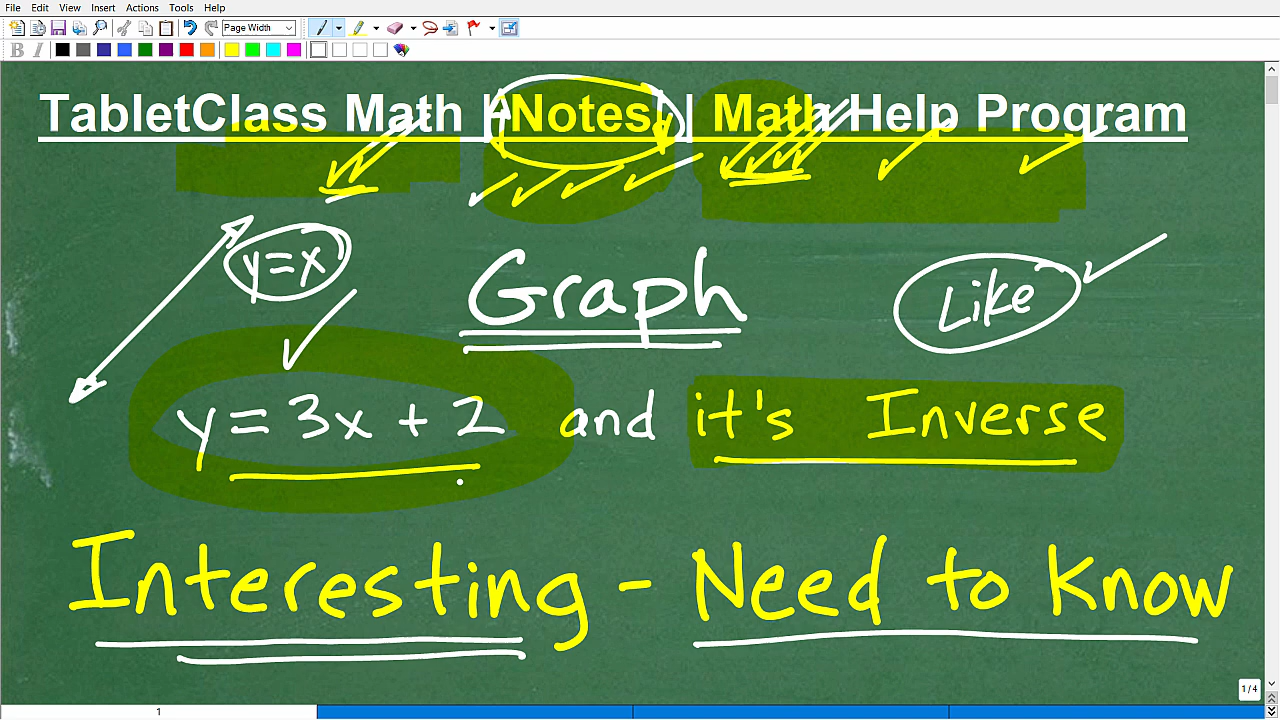 File Edit View Insert Actions Tools Help
Page Width
B I
TabletClass Math | Notes | Math Help Program
y=x
Graph
Like
y = 3x + 2 and it's Inverse
Interesting - Need to Know
1/4
1